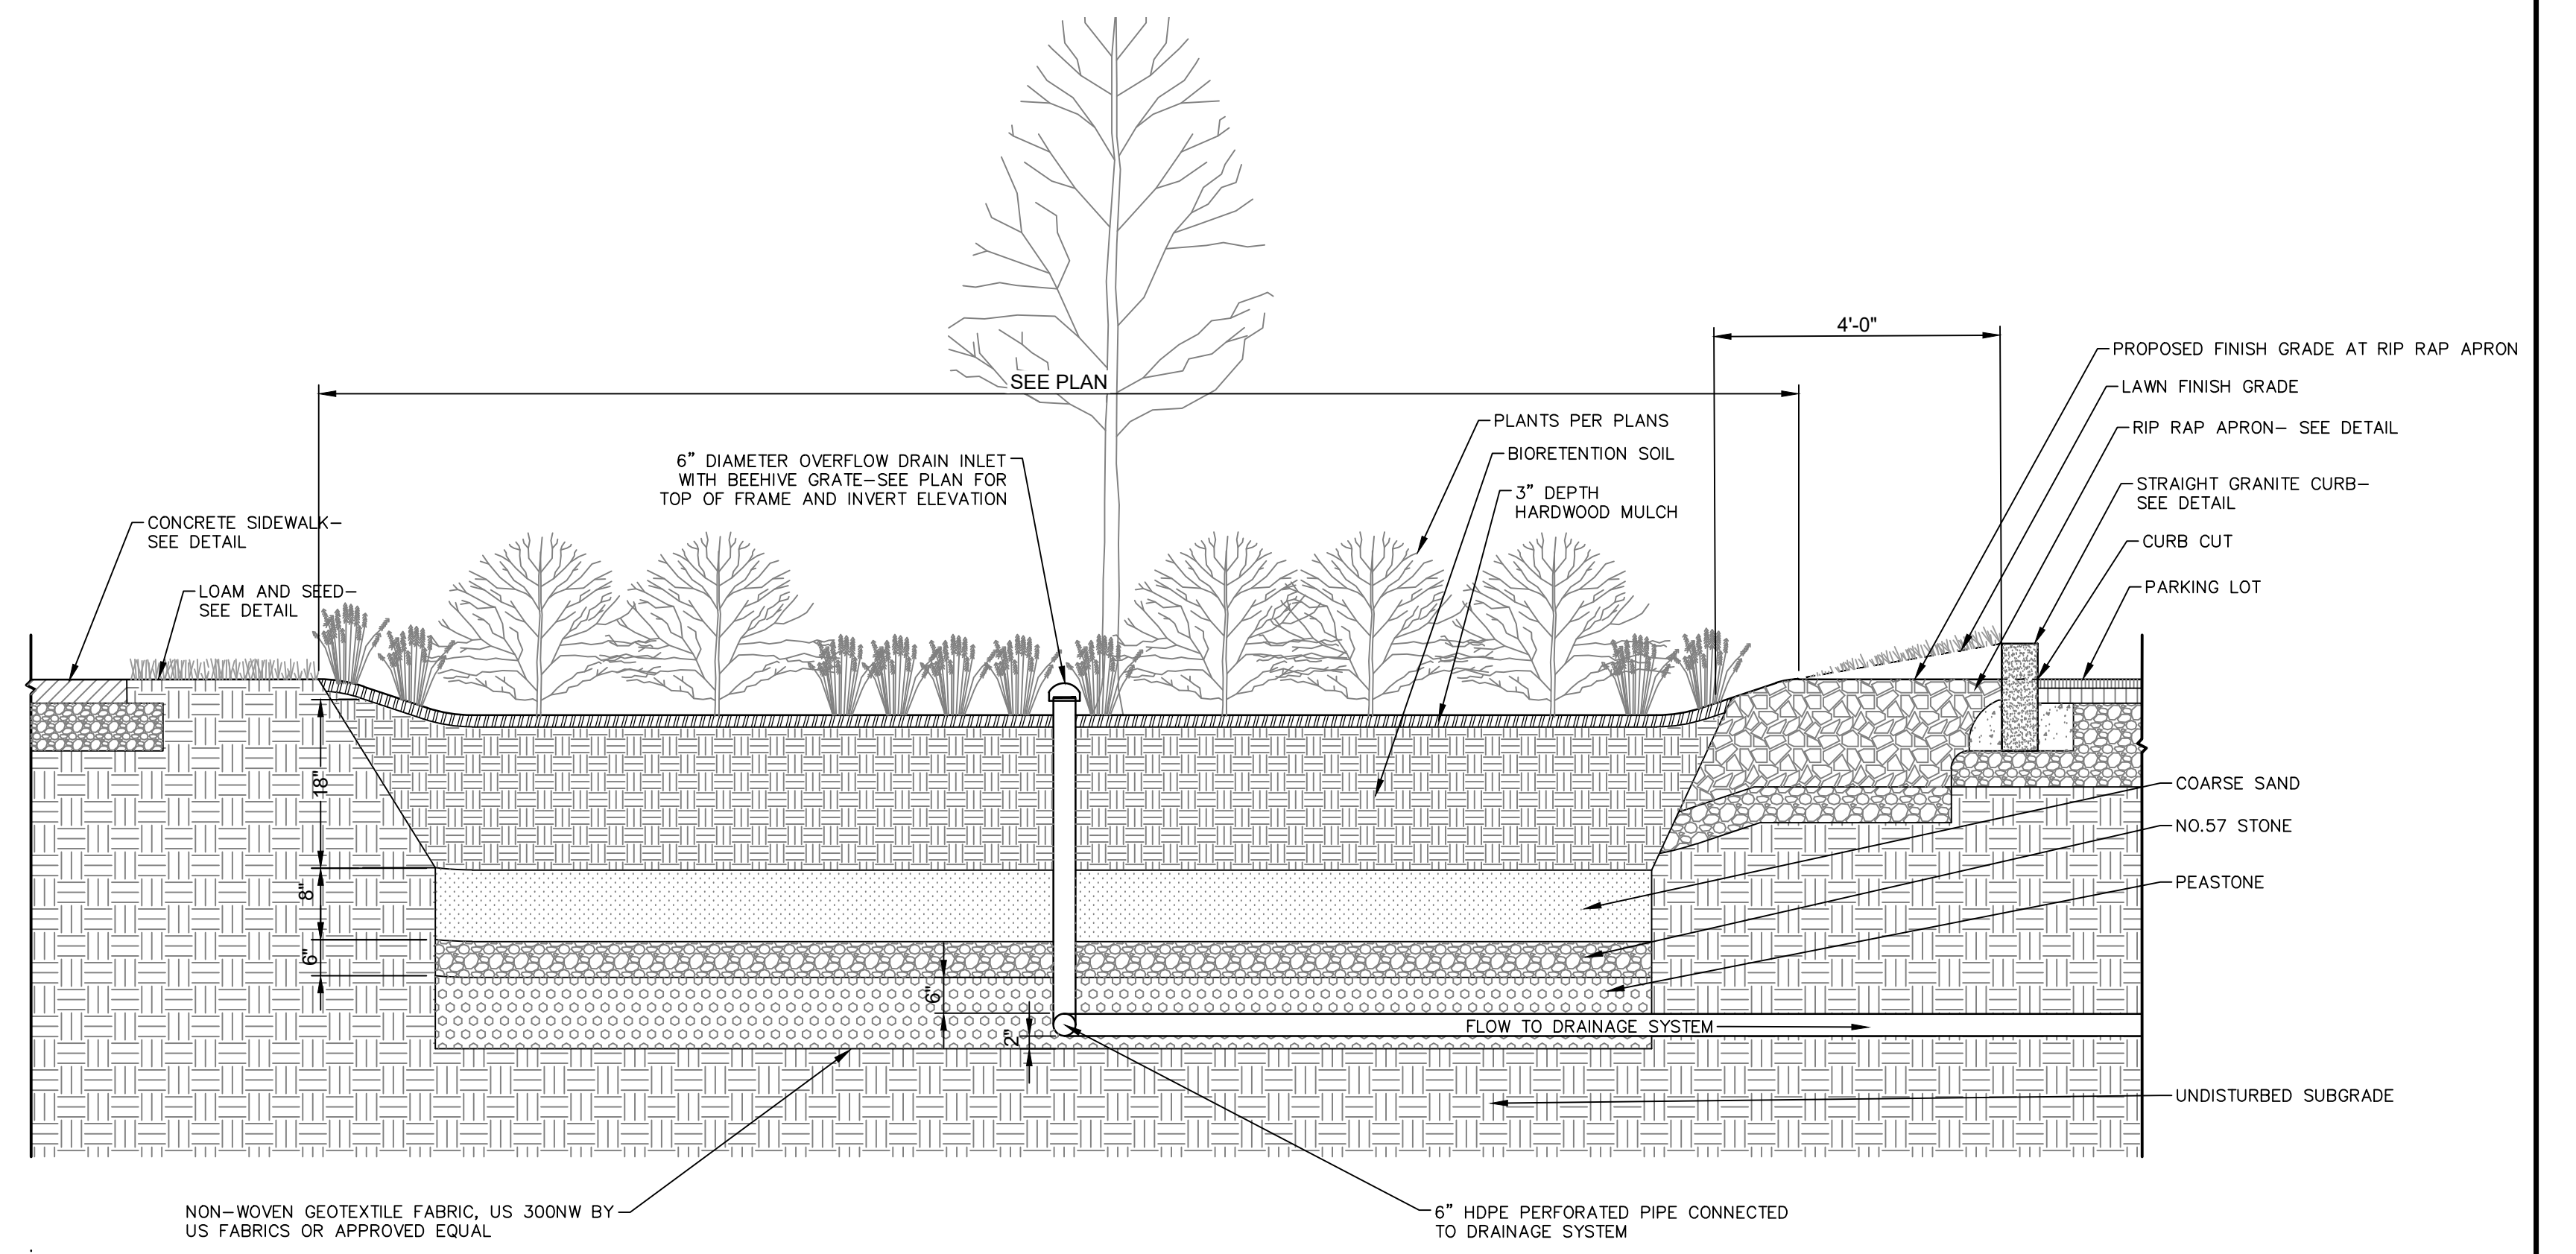 4'-0"
PROPOSED FINISH GRADE AT RIP RAP APRON
SEE PLAN
LAWN FINISH GRADE
PLANTS PER PLANS
RIP RAP APRON– SEE DETAIL
BIORETENTION SOIL
6” DIAMETER OVERFLOW DRAIN INLET
WITH BEEHIVE GRATE–SEE PLAN FOR
TOP OF FRAME AND INVERT ELEVATION
3” DEPTH
HARDWOOD MULCH
STRAIGHT GRANITE CURB–
SEE DETAIL
CONCRETE SIDEWALK–
SEE DETAIL
CURB CUT
LOAM AND SEED–
SEE DETAIL
PARKING LOT
18"
COARSE SAND
NO.57 STONE
8"
PEASTONE
6"
6"
2"
FLOW TO DRAINAGE SYSTEM
UNDISTURBED SUBGRADE
NON–WOVEN GEOTEXTILE FABRIC, US 300NW BY
US FABRICS OR APPROVED EQUAL
6” HDPE PERFORATED PIPE CONNECTED
TO DRAINAGE SYSTEM